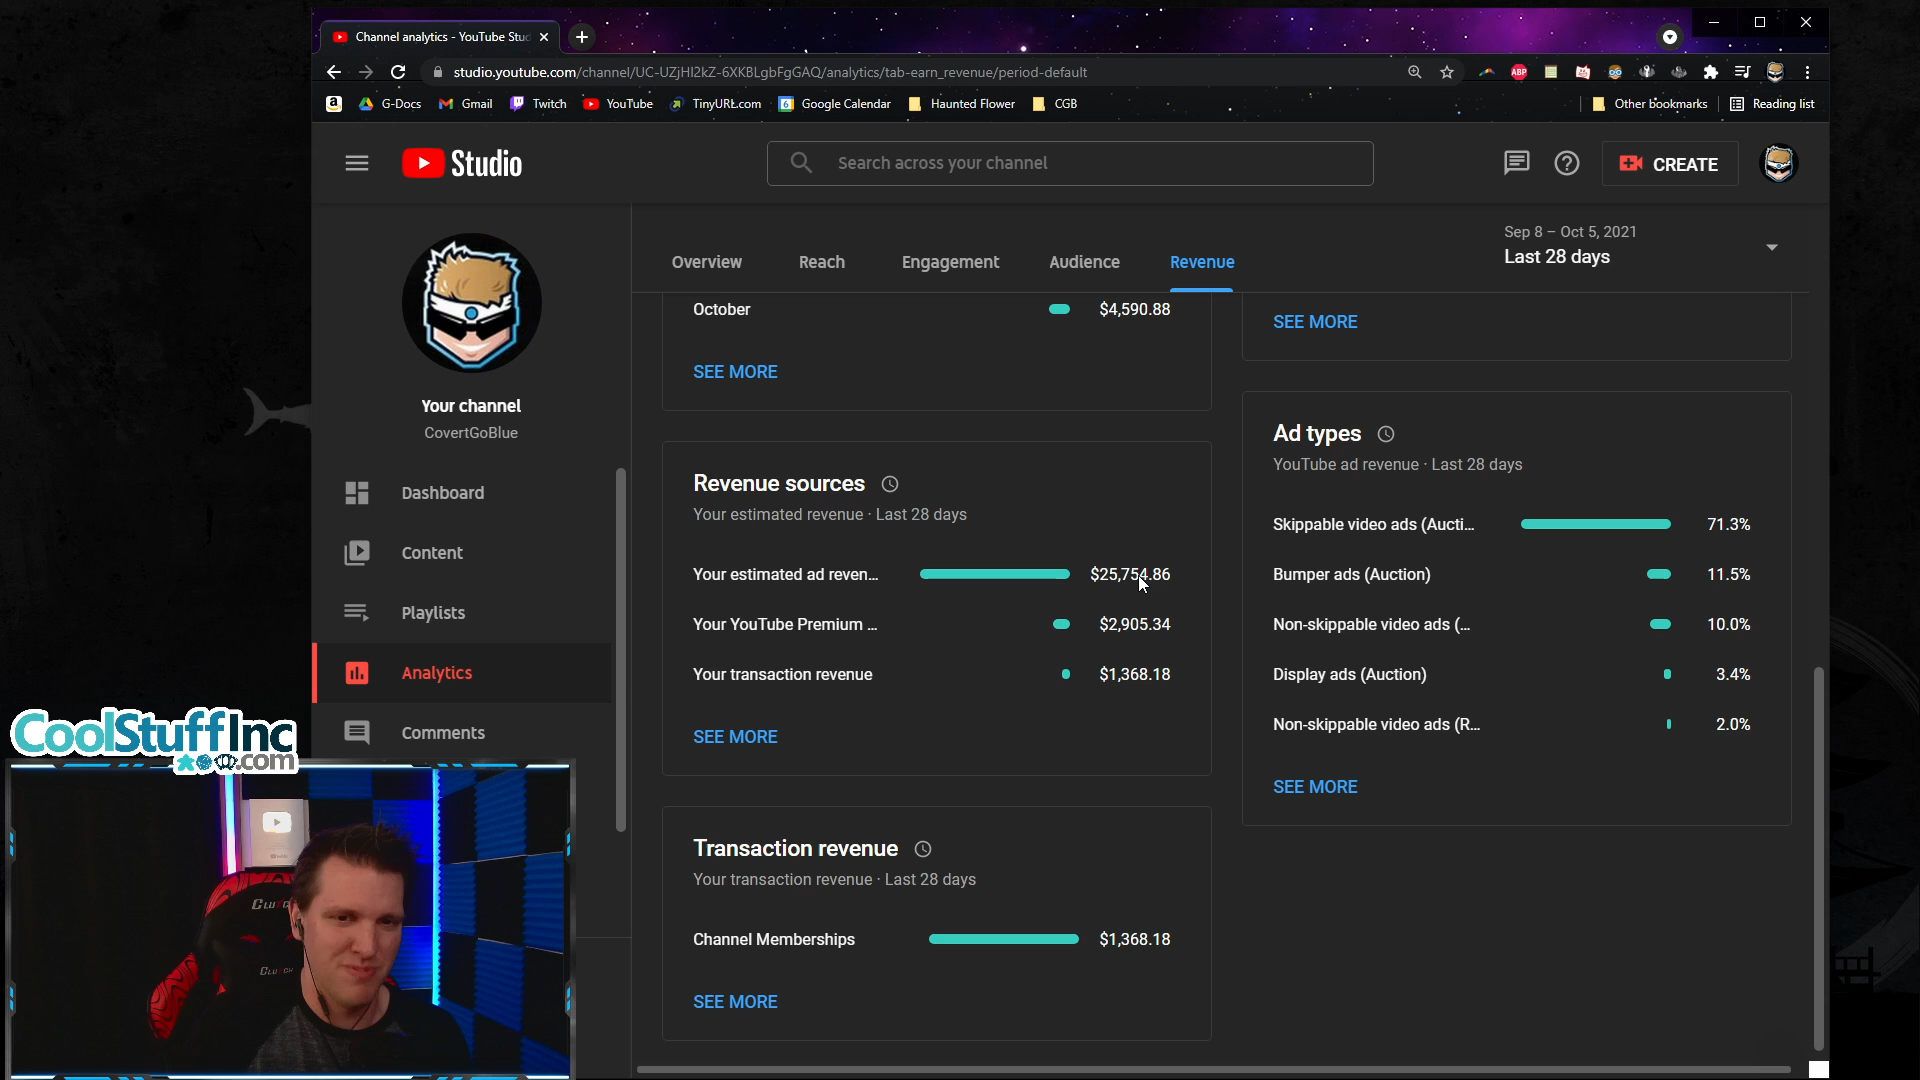 Channel analytics - YouTube Stu
studio.youtube.com/channel/UC-UZjHI2kZ-6XKBLgbFgGAQ/analytics/tab-earn_revenue/period-default
ABP
G-Docs
Gmail
Twitch
YouTube
TinyURL.com
6
Google Calendar
Haunted Flower
CGB
Other bookmarks
Reading list
Studio
Search across your channel
CREATE
Your channel
CovertGoBlue
Dashboard
Content
Playlists
Analytics
Comments
Overview
Reach
Engagement
Audience
Revenue
Sep 8 – Oct 5, 2021
Last 28 days
October $4,590.88
SEE MORE
Revenue sources
Your estimated revenue · Last 28 days
Your estimated ad reven... $25,754.86
Your YouTube Premium ... $2,905.34
Your transaction revenue $1,368.18
SEE MORE
Transaction revenue
Your transaction revenue · Last 28 days
Channel Memberships $1,368.18
SEE MORE
SEE MORE
Ad types
YouTube ad revenue · Last 28 days
Skippable video ads (Aucti... 71.3%
Bumper ads (Auction) 11.5%
Non-skippable video ads (... 10.0%
Display ads (Auction) 3.4%
Non-skippable video ads (R... 2.0%
SEE MORE
CoolStuffInc
.com
CLUTCH